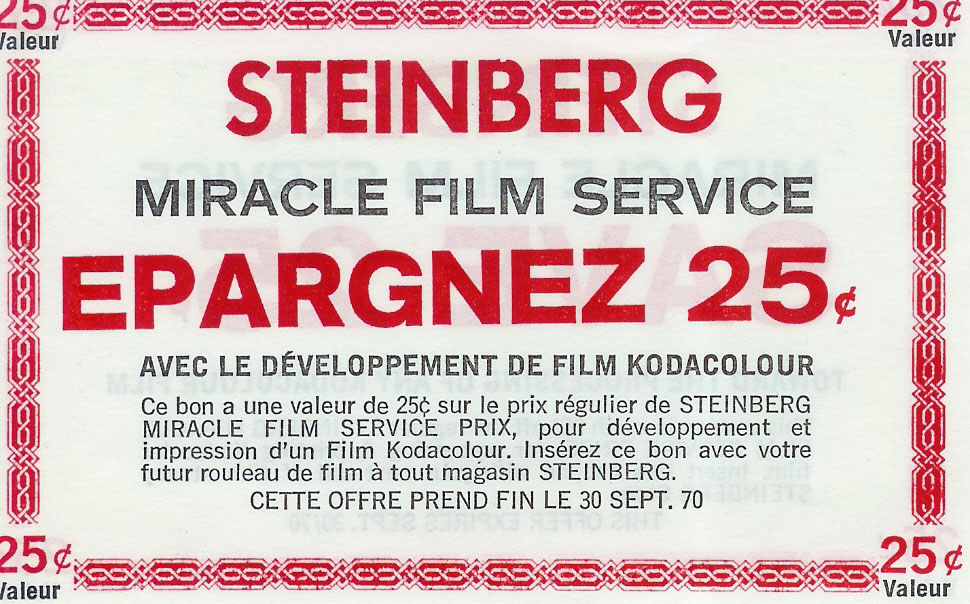 25¢ 25¢
Valeur Valeur
STEINBERG
MIRACLE FILM SERVICE
EPARGNEZ 25¢
AVEC LE DÉVELOPPEMENT DE FILM KODACOLOUR
Ce bon a une valeur de 25¢ sur le prix régulier de STEINBERG
MIRACLE FILM SERVICE PRIX, pour développement et
impression d'un Film Kodacolour. Insérez ce bon avec votre
futur rouleau de film à tout magasin STEINBERG.
CETTE OFFRE PREND FIN LE 30 SEPT. 70
25¢ 25¢
Valeur Valeur